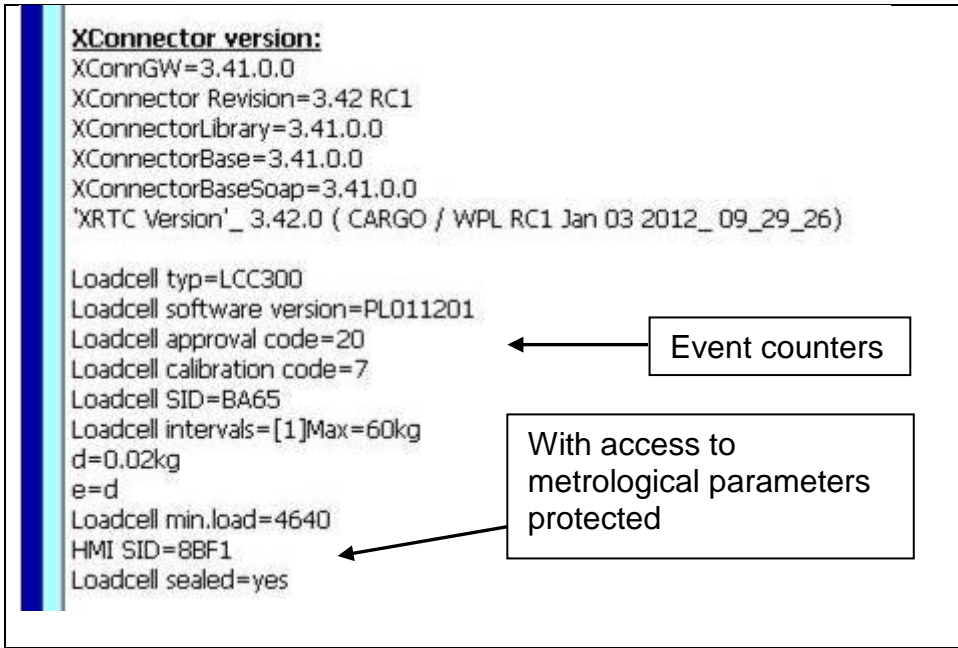 XConnector version:
XConnGW=3.41.0.0
XConnector Revision=3.42 RC1
XConnectorLibrary=3.41.0.0
XConnectorBase=3.41.0.0
XConnectorBaseSoap=3.41.0.0
'XRTC Version'_ 3.42.0 ( CARGO / WPL RC1 Jan 03 2012_ 09_29_26)
Loadcell typ=LCC300
Loadcell software version=PL011201
Loadcell approval code=20
Loadcell calibration code=7
Loadcell SID=BA65
Loadcell intervals=[1]Max=60kg
d=0.02kg
e=d
Loadcell min.load=4640
HMI SID=8BF1
Loadcell sealed=yes
Event counters
With access to
metrological parameters
protected